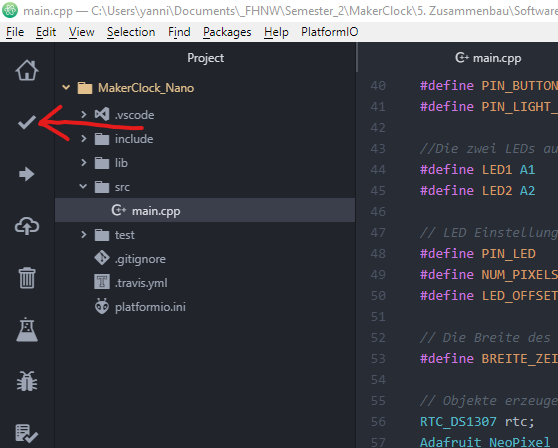 main.cpp — C:\Users\yanni\Documents\_FHNW\Semester_2\MakerClock\5. Zusammenbau\Software
File Edit View Selection Find Packages Help PlatformIO
Project
MakerClock_Nano
.vscode
include
lib
src
main.cpp
test
.gitignore
.travis.yml
platformio.ini
main.cpp
40 #define PIN_BUTTON
41 #define PIN_LIGHT_
42
43 //Die zwei LEDs au
44 #define LED1 A1
45 #define LED2 A2
46
47 // LED Einstellung
48 #define PIN_LED
49 #define NUM_PIXELS
50 #define LED_OFFSET
51
52 // Die Breite des
53 #define BREITE_ZEI
54
55 // Objekte erzeuge
56 RTC_DS1307 rtc;
57 Adafruit_NeoPixel